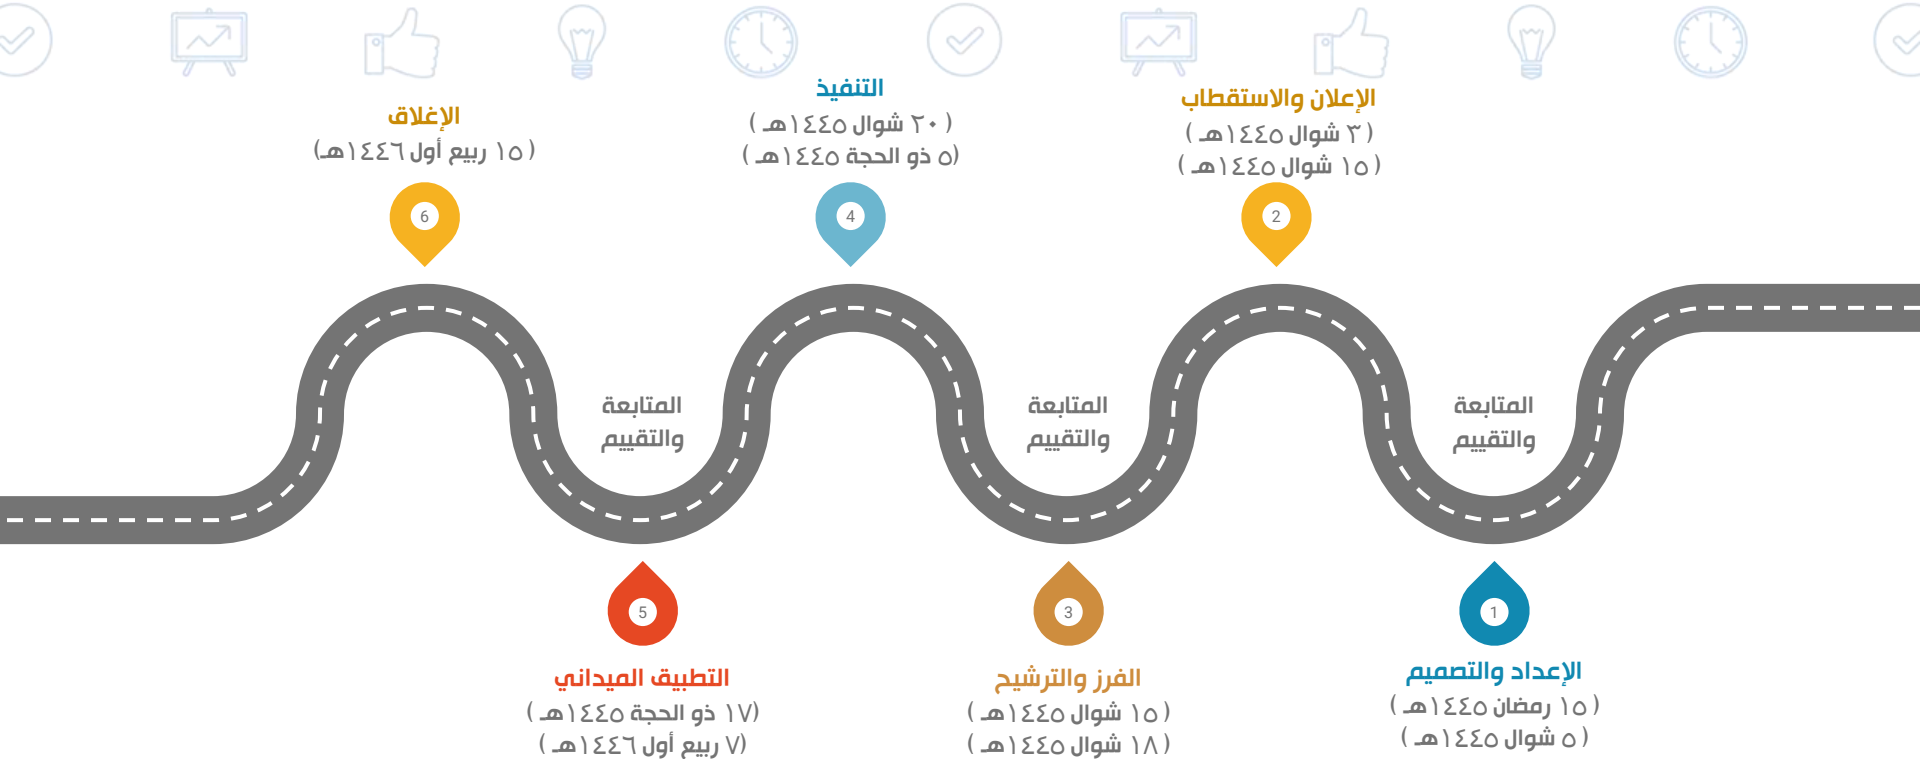 الإعداد والتصميم
( ١٥ رمضان ١٤٤٥هـ )
( ٥ شوال ١٤٤٥هـ )
1
الإعلان والاستقطاب
( ٣ شوال ١٤٤٥هـ )
( ١٥ شوال ١٤٤٥هـ )
2
الفرز والترشيح
( ١٥ شوال ١٤٤٥هـ )
( ١٨ شوال ١٤٤٥هـ )
3
التنفيذ
( ٢٠ شوال ١٤٤٥هـ )
(٥ ذو الحجة ١٤٤٥هـ )
4
التطبيق الميداني
(١٧ ذو الحجة ١٤٤٥هـ )
(٧ ربيع أول ١٤٤٦هـ )
5
الإغلاق
( ١٥ ربيع أول ١٤٤٦هـ)
6
المتابعة
والتقييم
المتابعة
والتقييم
المتابعة
والتقييم